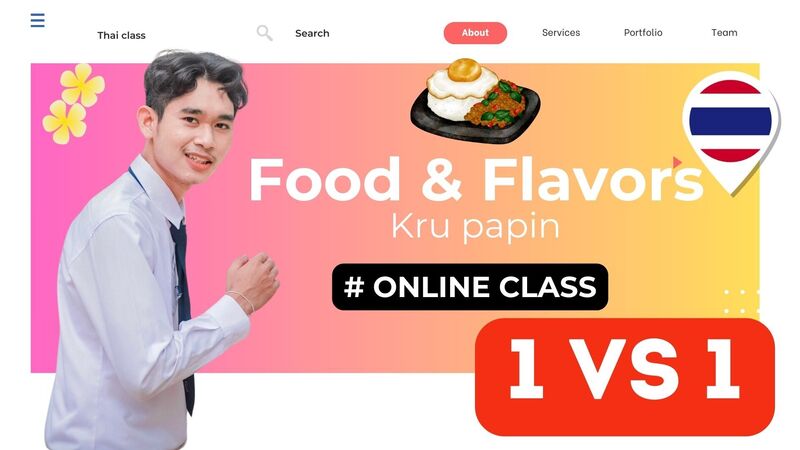 Thai class
Search
About
Services
Portfolio
Team
Food & Flavors
Kru papin
# ONLINE CLASS
1 VS 1